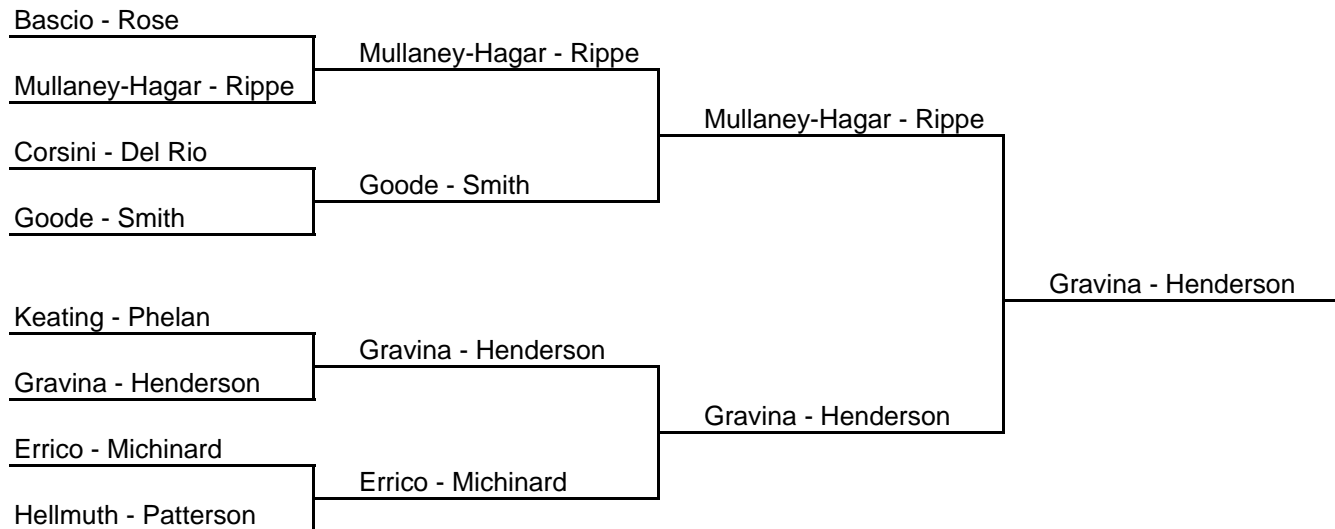 Bascio - Rose
Mullaney-Hagar - Rippe
Mullaney-Hagar - Rippe
Mullaney-Hagar - Rippe
Corsini - Del Rio
Goode - Smith
Goode - Smith
Gravina - Henderson
Keating - Phelan
Gravina - Henderson
Gravina - Henderson
Gravina - Henderson
Errico - Michinard
Errico - Michinard
Hellmuth - Patterson